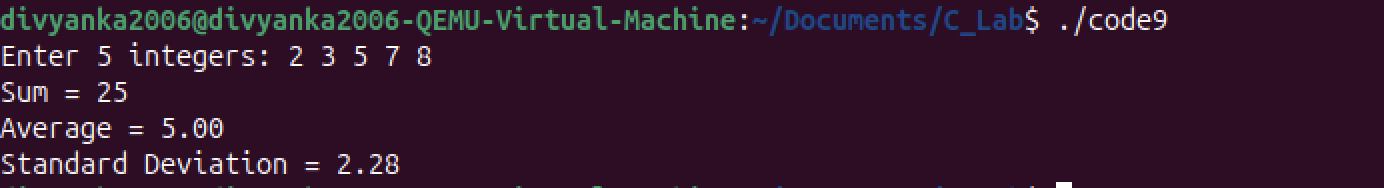 divyanka2006@divyanka2006-QEMU-Virtual-Machine:~/Documents/C_Lab$ ./code9
Enter 5 integers: 2 3 5 7 8
Sum = 25
Average = 5.00
Standard Deviation = 2.28